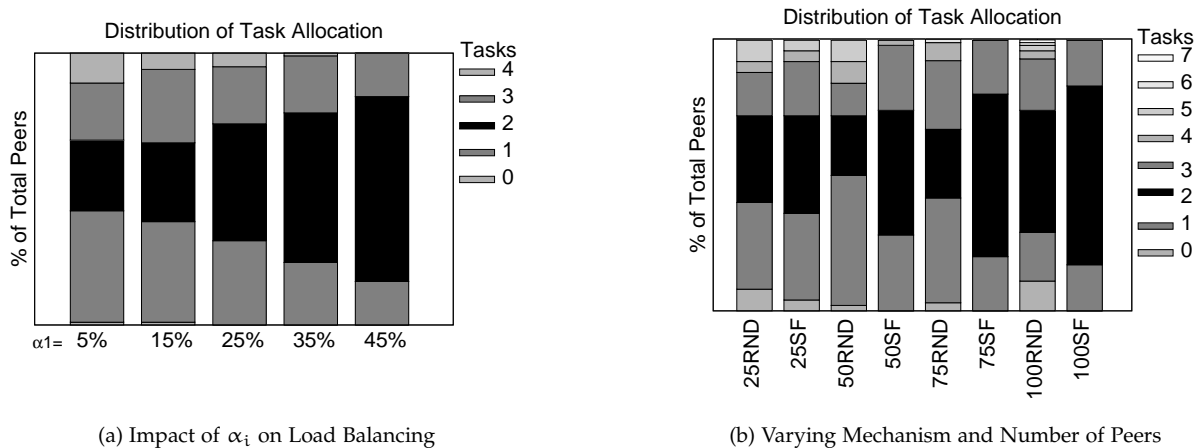 Distribution of Task Allocation
% of Total Peers
Tasks
4
3
2
1
0
α1= 5% 15% 25% 35% 45%
(a) Impact of αi on Load Balancing
Distribution of Task Allocation
% of Total Peers
Tasks
7
6
5
4
3
2
1
0
25RND
25SF
50RND
50SF
75RND
75SF
100RND
100SF
(b) Varying Mechanism and Number of Peers